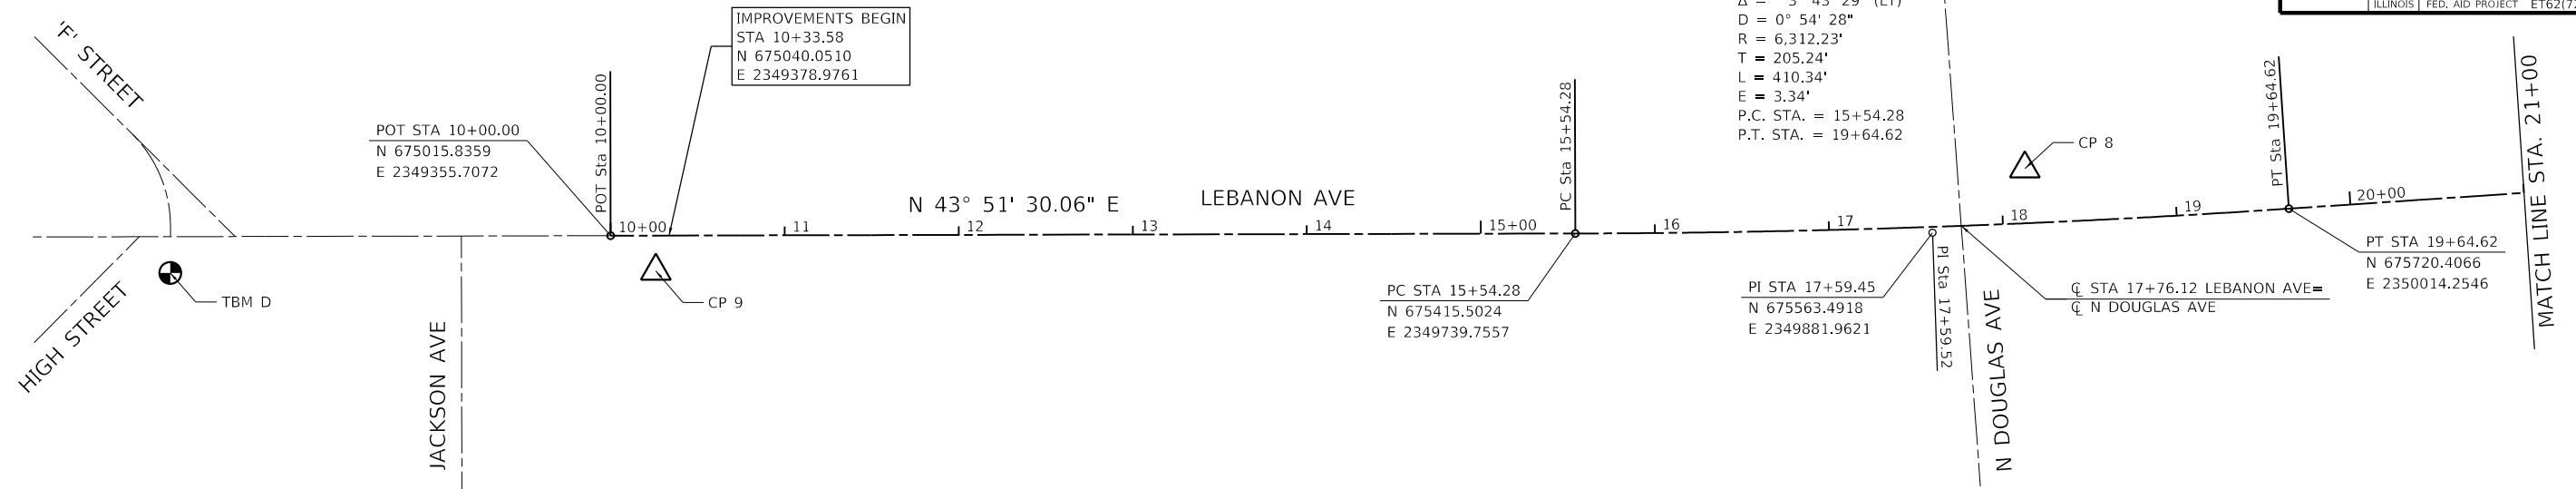 'F' STREET
HIGH STREET
TBM D
JACKSON AVE
POT STA 10+00.00
N 675015.8359
E 2349355.7072
POT Sta 10+00.00
IMPROVEMENTS BEGIN
STA 10+33.58
N 675040.0510
E 2349378.9761
CP 9
N 43° 51' 30.06" E
LEBANON AVE
10+00
11
12
13
14
15+00
16
17
18
19
20+00
PC Sta 15+54.28
PC STA 15+54.28
N 675415.5024
E 2349739.7557
Δ = 3° 43' 29" (LT)
D = 0° 54' 28"
R = 6,312.23'
T = 205.24'
L = 410.34'
E = 3.34'
P.C. STA. = 15+54.28
P.T. STA. = 19+64.62
PI STA 17+59.45
N 675563.4918
E 2349881.9621
PI Sta 17+59.52
N DOUGLAS AVE
CP 8
℄ STA 17+76.12 LEBANON AVE=
℄ N DOUGLAS AVE
PT Sta 19+64.62
PT STA 19+64.62
N 675720.4066
E 2350014.2546
MATCH LINE STA. 21+00
ILLINOIS FED. AID PROJECT